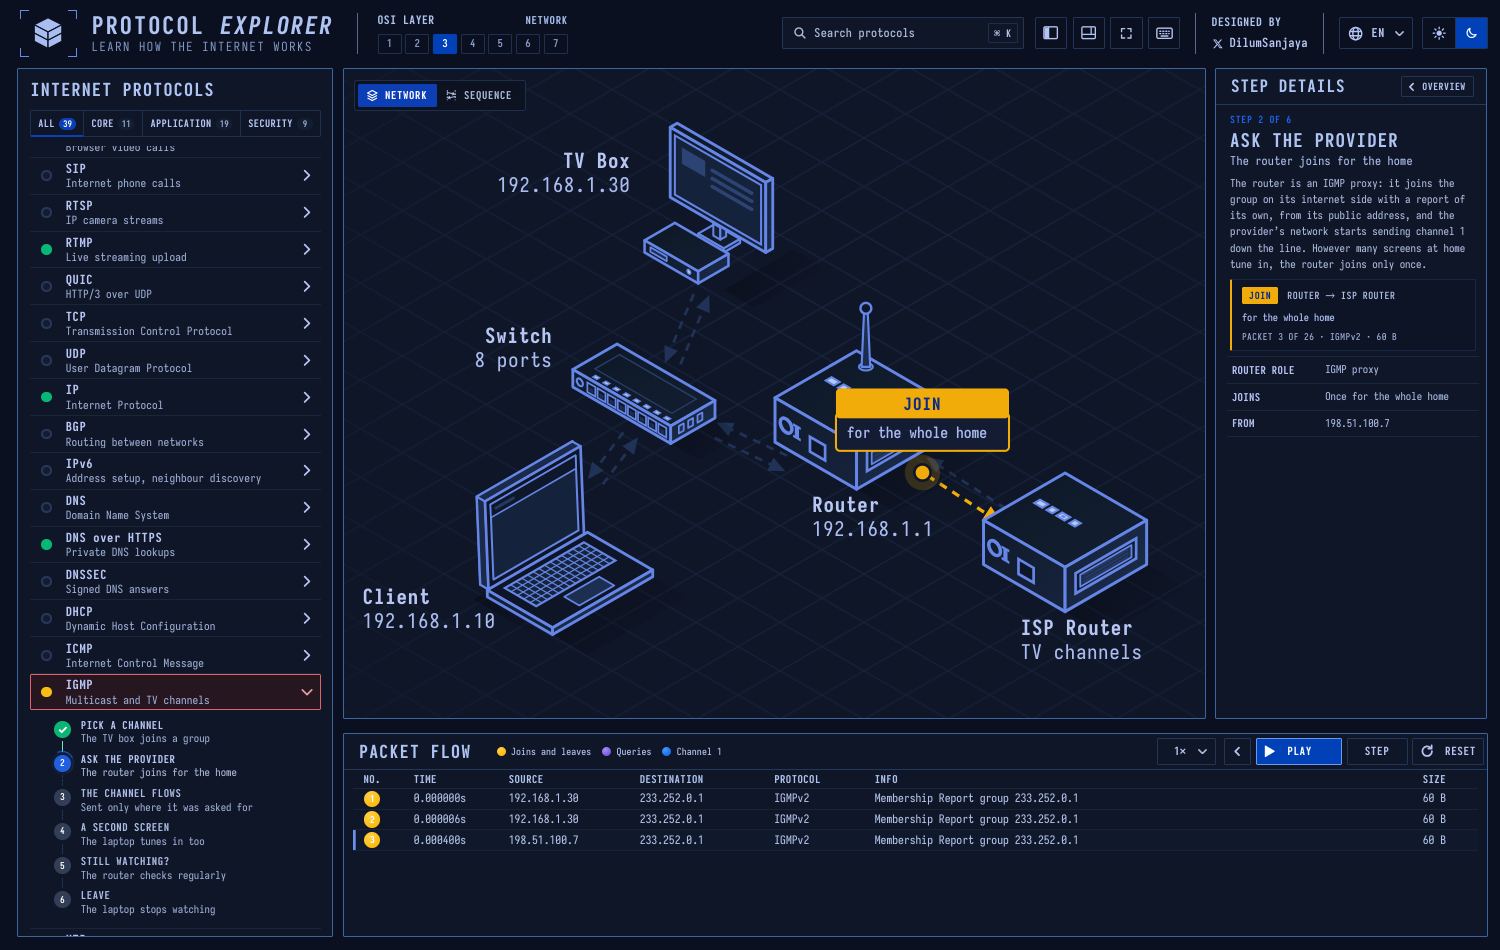 PROTOCOL EXPLORER
LEARN HOW THE INTERNET WORKS
OSI LAYER NETWORK
1 2 3 4 5 6 7
Search protocols ⌘ K
DESIGNED BY
DilumSanjaya
EN
INTERNET PROTOCOLS
ALL 39 CORE 11 APPLICATION 19 SECURITY 9
Browser video calls
SIP
Internet phone calls
RTSP
IP camera streams
RTMP
Live streaming upload
QUIC
HTTP/3 over UDP
TCP
Transmission Control Protocol
UDP
User Datagram Protocol
IP
Internet Protocol
BGP
Routing between networks
IPv6
Address setup, neighbour discovery
DNS
Domain Name System
DNS over HTTPS
Private DNS lookups
DNSSEC
Signed DNS answers
DHCP
Dynamic Host Configuration
ICMP
Internet Control Message
IGMP
Multicast and TV channels
PICK A CHANNEL
The TV box joins a group
2 ASK THE PROVIDER
The router joins for the home
3 THE CHANNEL FLOWS
Sent only where it was asked for
4 A SECOND SCREEN
The laptop tunes in too
5 STILL WATCHING?
The router checks regularly
6 LEAVE
The laptop stops watching
NETWORK SEQUENCE
TV Box
192.168.1.30
Switch
8 ports
JOIN
for the whole home
Router
192.168.1.1
Client
192.168.1.10
ISP Router
TV channels
STEP DETAILS OVERVIEW
STEP 2 OF 6
ASK THE PROVIDER
The router joins for the home
The router is an IGMP proxy: it joins the
group on its internet side with a report of
its own, from its public address, and the
provider's network starts sending channel 1
down the line. However many screens at home
tune in, the router joins only once.
JOIN ROUTER → ISP ROUTER
for the whole home
PACKET 3 OF 26 · IGMPv2 · 60 B
ROUTER ROLE IGMP proxy
JOINS Once for the whole home
FROM 198.51.100.7
PACKET FLOW Joins and leaves Queries Channel 1 1× PLAY STEP RESET
NO. TIME SOURCE DESTINATION PROTOCOL INFO SIZE
1 0.000000s 192.168.1.30 233.252.0.1 IGMPv2 Membership Report group 233.252.0.1 60 B
2 0.000006s 192.168.1.30 233.252.0.1 IGMPv2 Membership Report group 233.252.0.1 60 B
3 0.000400s 198.51.100.7 233.252.0.1 IGMPv2 Membership Report group 233.252.0.1 60 B